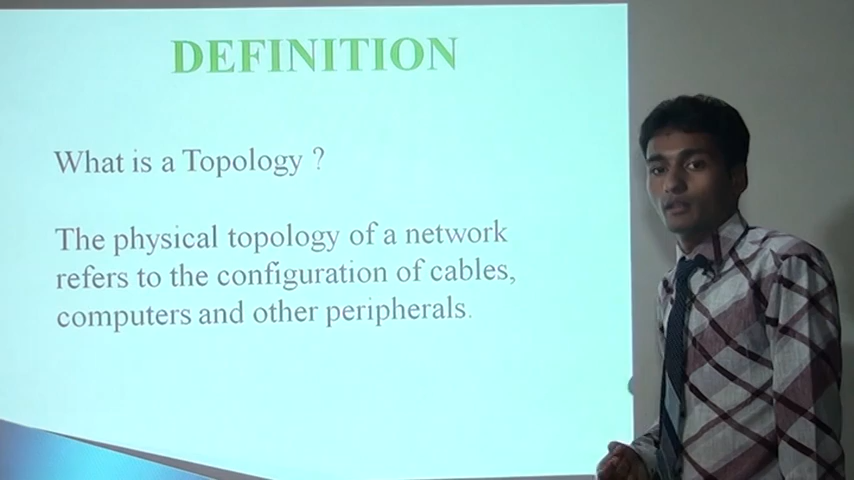 DEFINITION
What is a Topology ?
The physical topology of a network
refers to the configuration of cables,
computers and other peripherals.